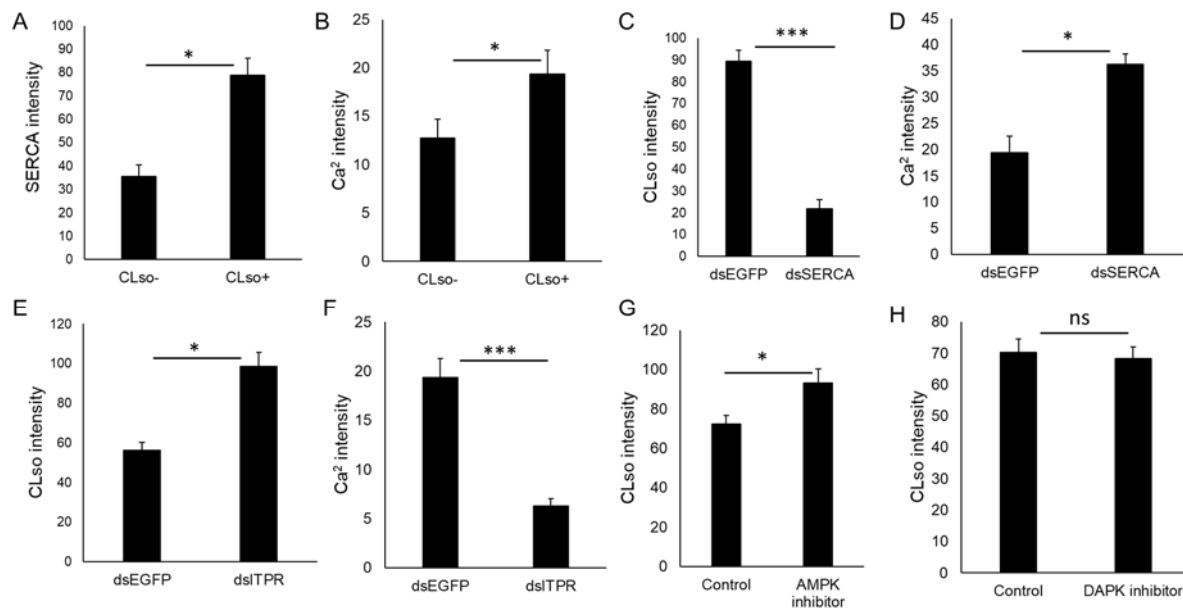 A
SERCA intensity
100
90
80
70
60
50
40
30
20
10
0
*
CLso-
CLso+
B
Ca² intensity
25
20
15
10
5
0
*
CLso-
CLso+
C
CLso intensity
100
90
80
70
60
50
40
30
20
10
0
***
dsEGFP
dsSERCA
D
Ca² intensity
45
40
35
30
25
20
15
10
5
0
*
dsEGFP
dsSERCA
E
CLso intensity
120
100
80
60
40
20
0
*
dsEGFP
dsITPR
F
Ca² intensity
25
20
15
10
5
0
***
dsEGFP
dsITPR
G
CLso intensity
120
100
80
60
40
20
0
*
Control
AMPK
inhibitor
H
CLso intensity
80
70
60
50
40
30
20
10
0
ns
Control
DAPK inhibitor